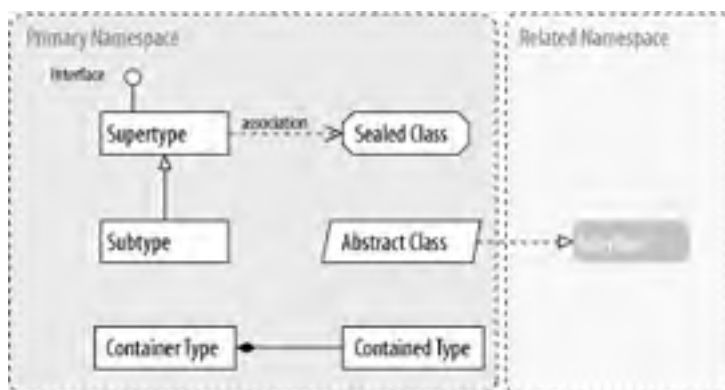 Primary Namespace
Related Namespace
Interface
Supertype
association
Sealed Class
Subtype
Abstract Class
Container Type
Contained Type